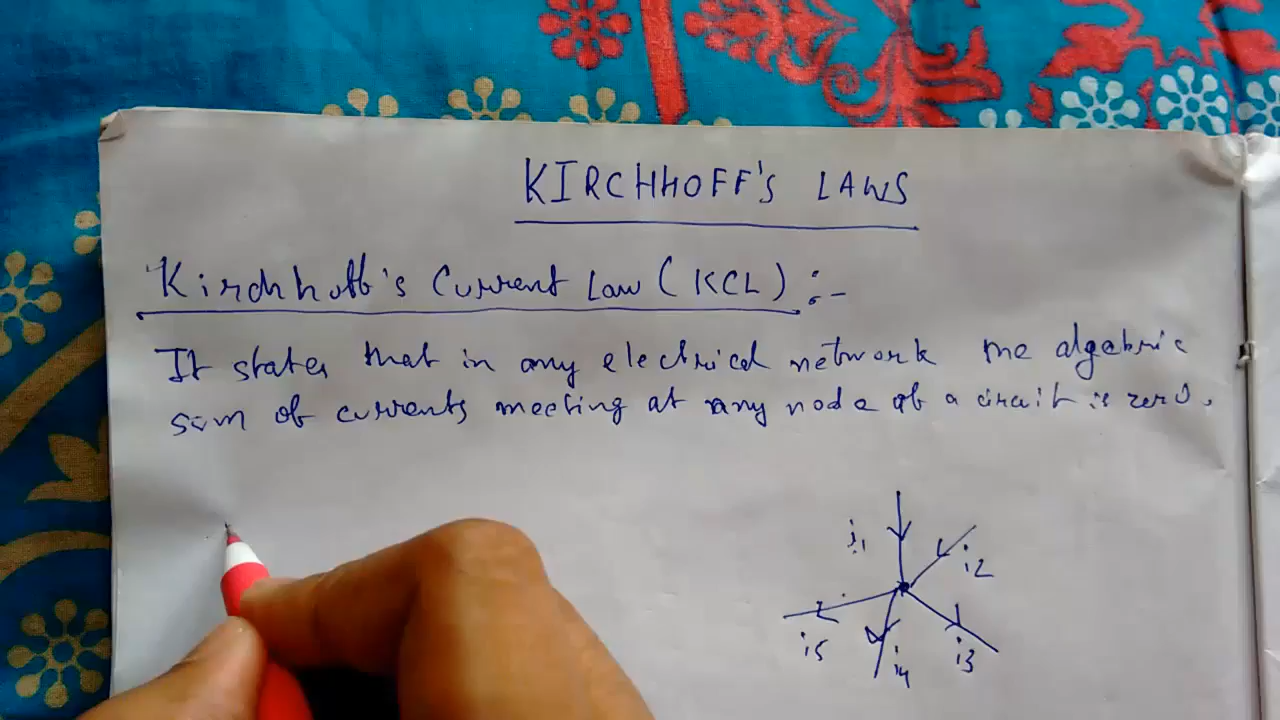 KIRCHHOFF'S LAWS
Kirchhoff's Current Law (KCL) :-
It states that in any electrical network the algebric
sum of currents meeting at any node of a circuit is zero.
i1
i2
i5
i4
i3